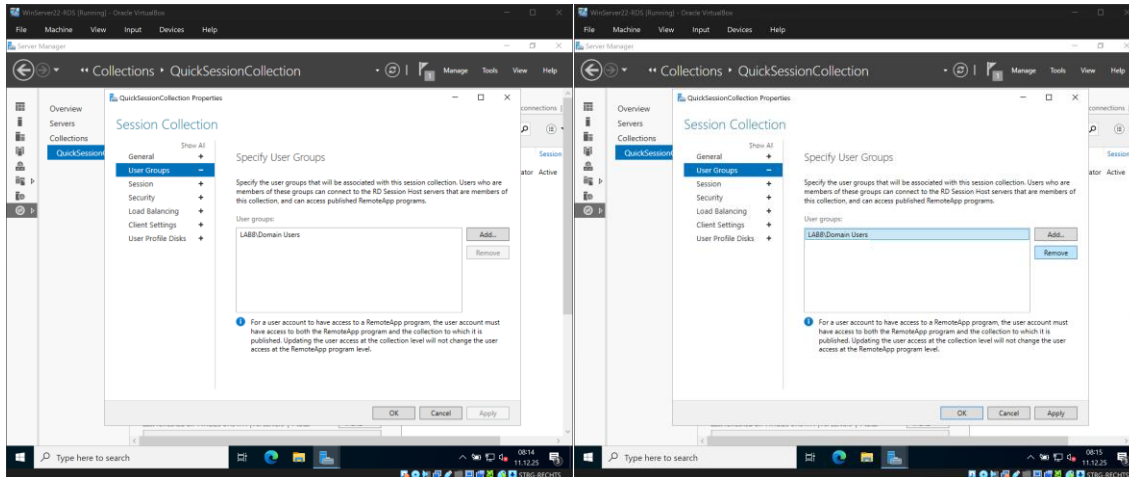 WinServer22-RDS [Running] - Oracle VirtualBox
File Machine View Input Devices Help
Server Manager
Collections • QuickSessionCollection
Manage Tools View Help
Overview
Servers
Collections
QuickSession
connections
Session
ator Active
QuickSessionCollection Properties
Session Collection
Show All
General +
User Groups −
Session +
Security +
Load Balancing +
Client Settings +
User Profile Disks +
Specify User Groups
Specify the user groups that will be associated with this session collection. Users who are
members of these groups can connect to the RD Session Host servers that are members of
this collection, and can access published RemoteApp programs.
User groups:
LABB\Domain Users
Add...
Remove
For a user account to have access to a RemoteApp program, the user account must
have access to both the RemoteApp program and the collection to which it is
published. Updating the user access at the collection level will not change the user
access at the RemoteApp program level.
OK Cancel Apply
Type here to search
08:14
11.12.25
STRG-RECHTS
WinServer22-RDS [Running] - Oracle VirtualBox
File Machine View Input Devices Help
Server Manager
Collections • QuickSessionCollection
Manage Tools View Help
Overview
Servers
Collections
QuickSession
connections
Session
ator Active
QuickSessionCollection Properties
Session Collection
Show All
General +
User Groups −
Session +
Security +
Load Balancing +
Client Settings +
User Profile Disks +
Specify User Groups
Specify the user groups that will be associated with this session collection. Users who are
members of these groups can connect to the RD Session Host servers that are members of
this collection, and can access published RemoteApp programs.
User groups:
LABB\Domain Users
Add...
Remove
For a user account to have access to a RemoteApp program, the user account must
have access to both the RemoteApp program and the collection to which it is
published. Updating the user access at the collection level will not change the user
access at the RemoteApp program level.
OK Cancel Apply
Type here to search
08:15
11.12.25
STRG-RECHTS